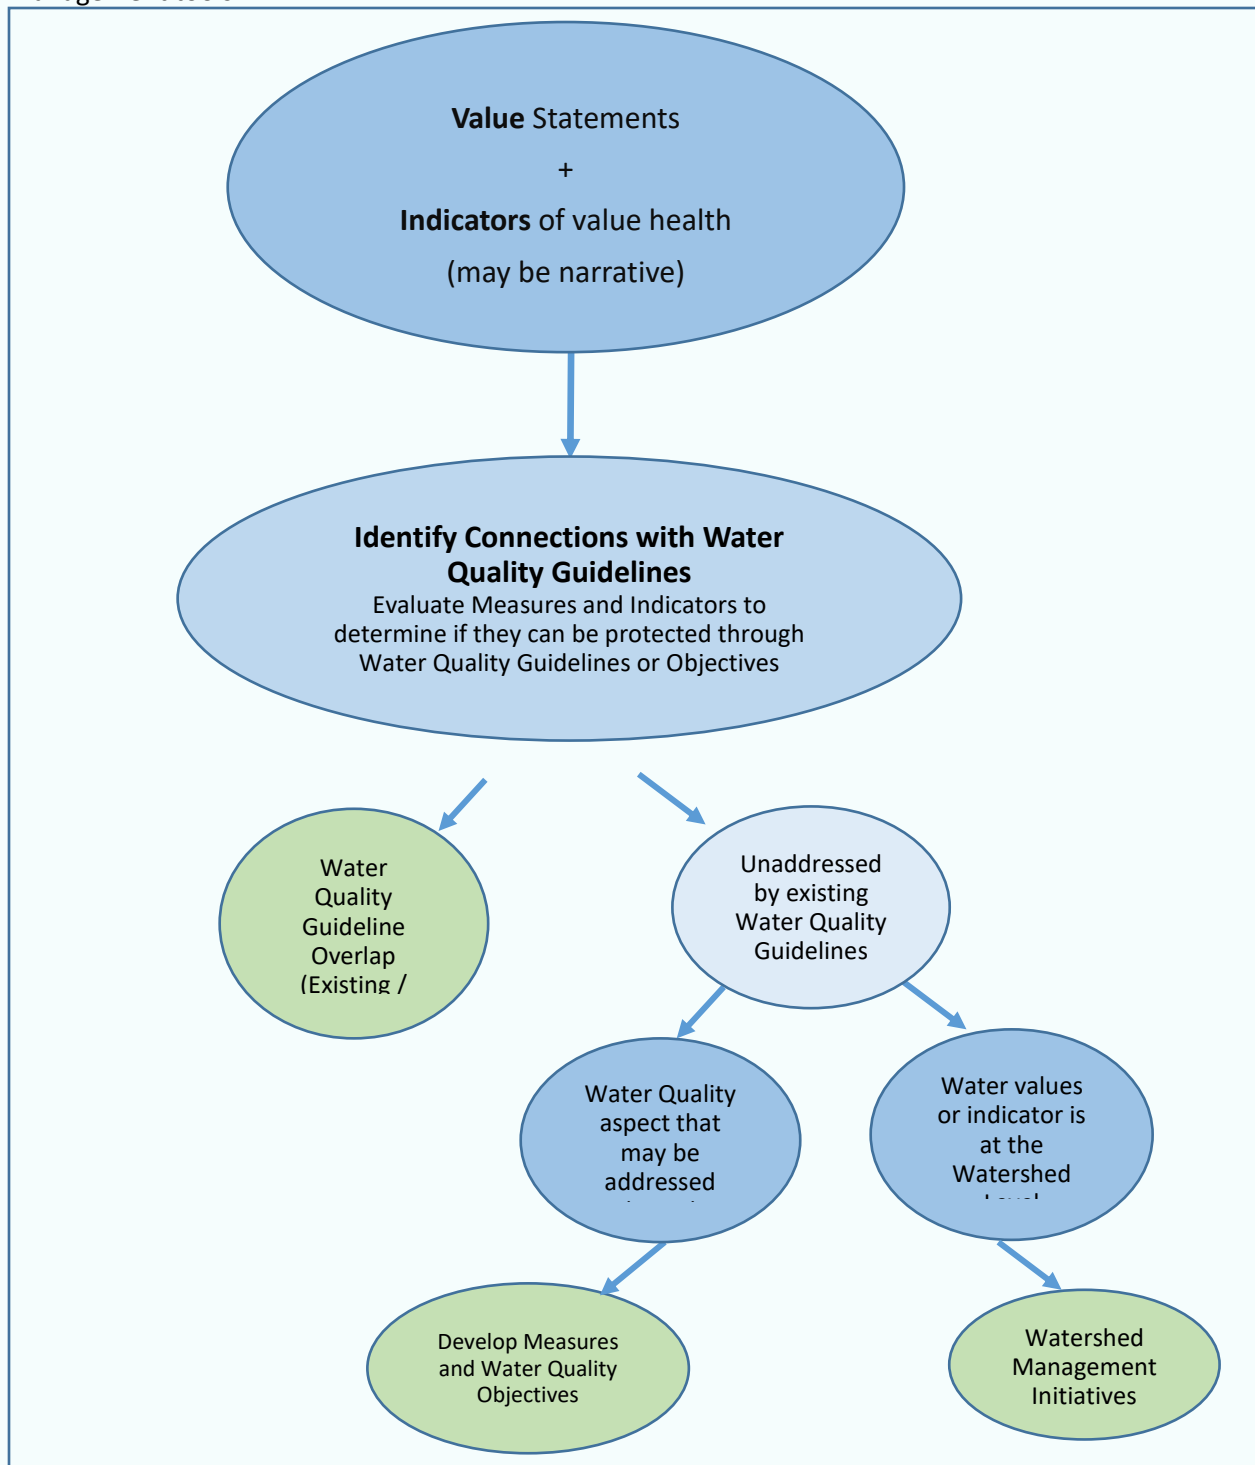 Value Statements
+
Indicators of value health
(may be narrative)
Identify Connections with Water
Quality Guidelines
Evaluate Measures and Indicators to
determine if they can be protected through
Water Quality Guidelines or Objectives
Water
Quality
Guideline
Overlap
(Existing /
Unaddressed
by existing
Water Quality
Guidelines
Water Quality
aspect that
may be
addressed
Water values
or indicator is
at the
Watershed
Level
Develop Measures
and Water Quality
Objectives
Watershed
Management
Initiatives